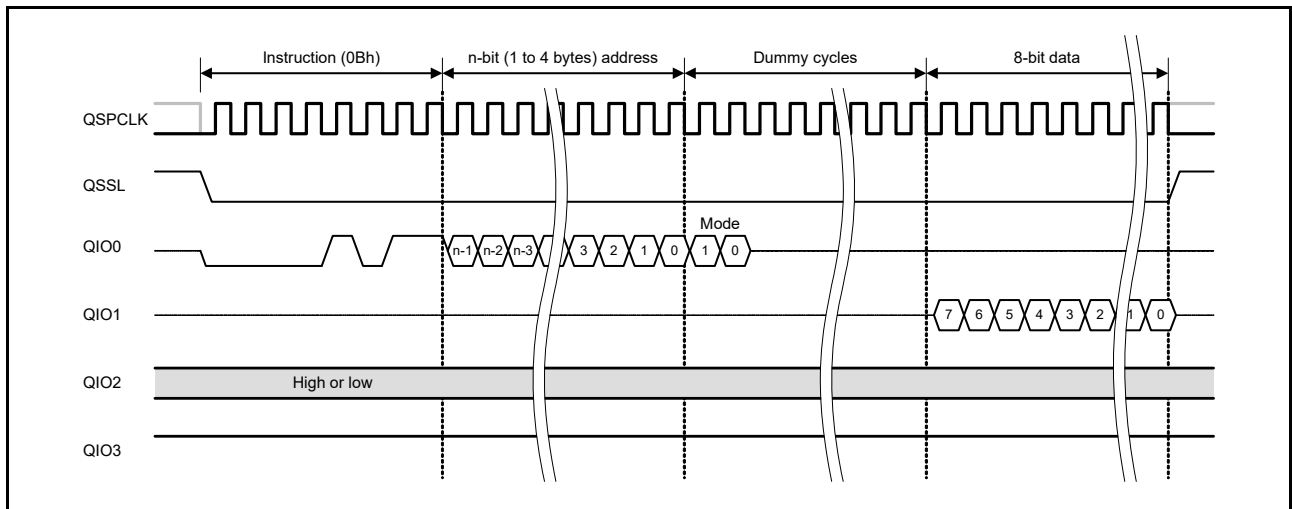 Instruction (0Bh) n-bit (1 to 4 bytes) address Dummy cycles 8-bit data
QSPCLK
QSSL
Mode
QIO0 n-1 n-2 n-3 3 2 1 0 1 0
QIO1 7 6 5 4 3 2 1 0
QIO2 High or low
QIO3